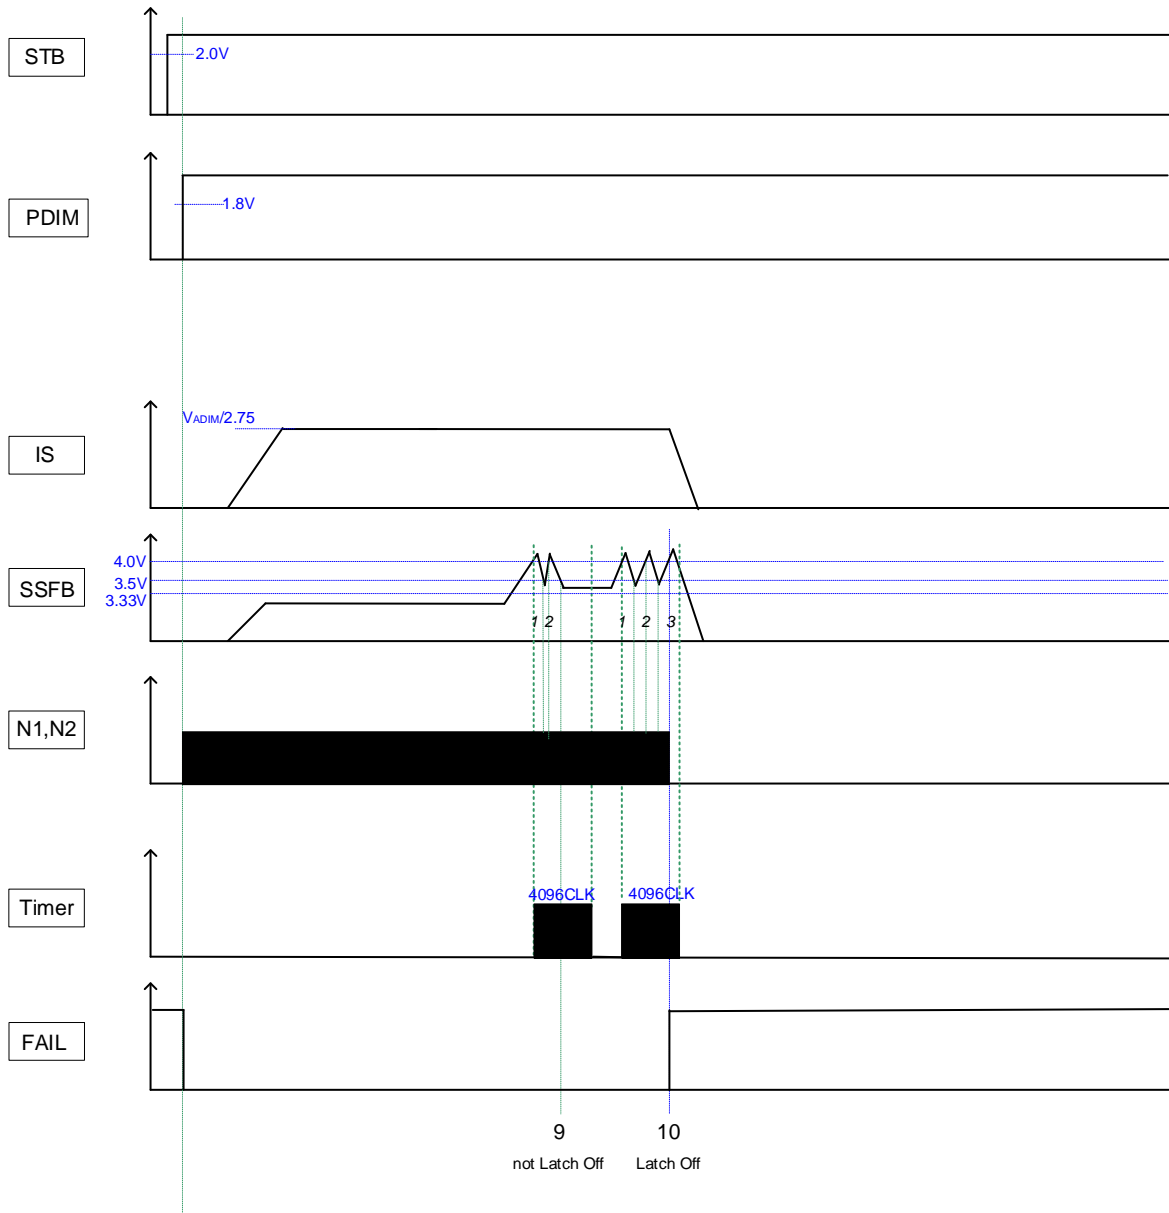 STB
2.0V
PDIM
1.8V
VADIM/2.75
IS
4.0V
3.5V
SSFB
3.33V
1 2 1 2 3
N1,N2
4096CLK 4096CLK
Timer
FAIL
9 10
not Latch Off Latch Off